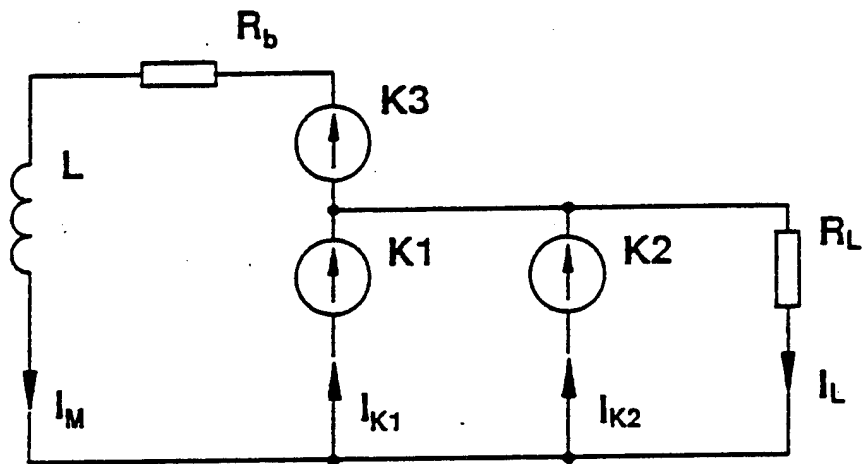 R_b
K3
L
K1
K2
R_L
I_M
I_K1
I_K2
I_L